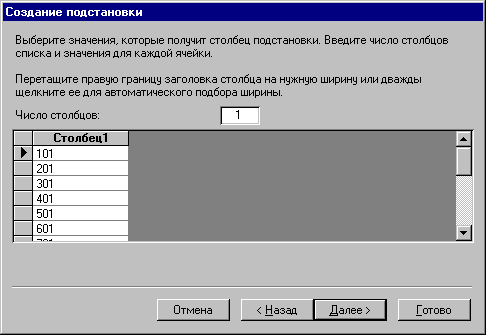 Создание подстановки
Выберите значения, которые получит столбец подстановки. Введите число столбцов
списка и значения для каждой ячейки.
Перетащите правую границу заголовка столбца на нужную ширину или дважды
щелкните ее для автоматического подбора ширины.
Число столбцов: 1
Столбец1
101
201
301
401
501
601
Отмена < Назад Далее > Готово